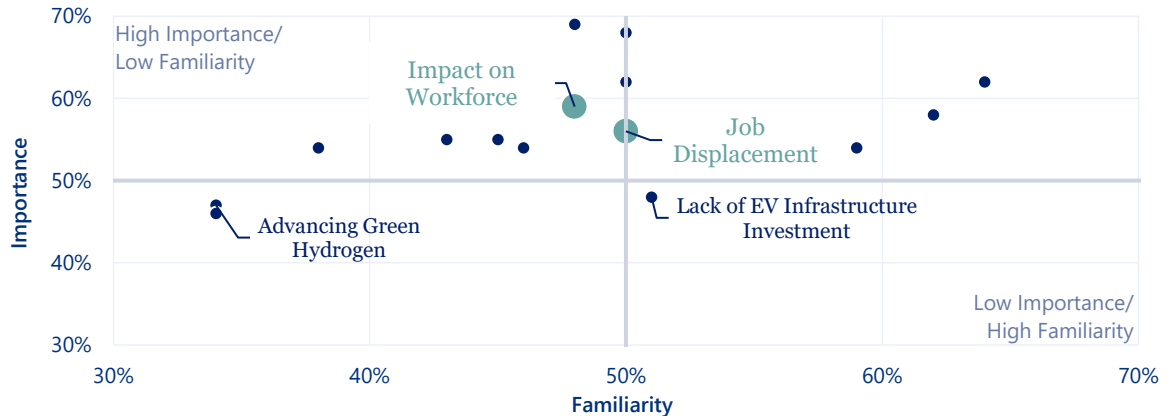 70%
High Importance/
Low Familiarity
Impact on
Workforce
60%
Job
Displacement
Importance
50%
Lack of EV Infrastructure
Investment
Advancing Green
Hydrogen
40%
Low Importance/
High Familiarity
30%
30%
40%
50%
60%
70%
Familiarity